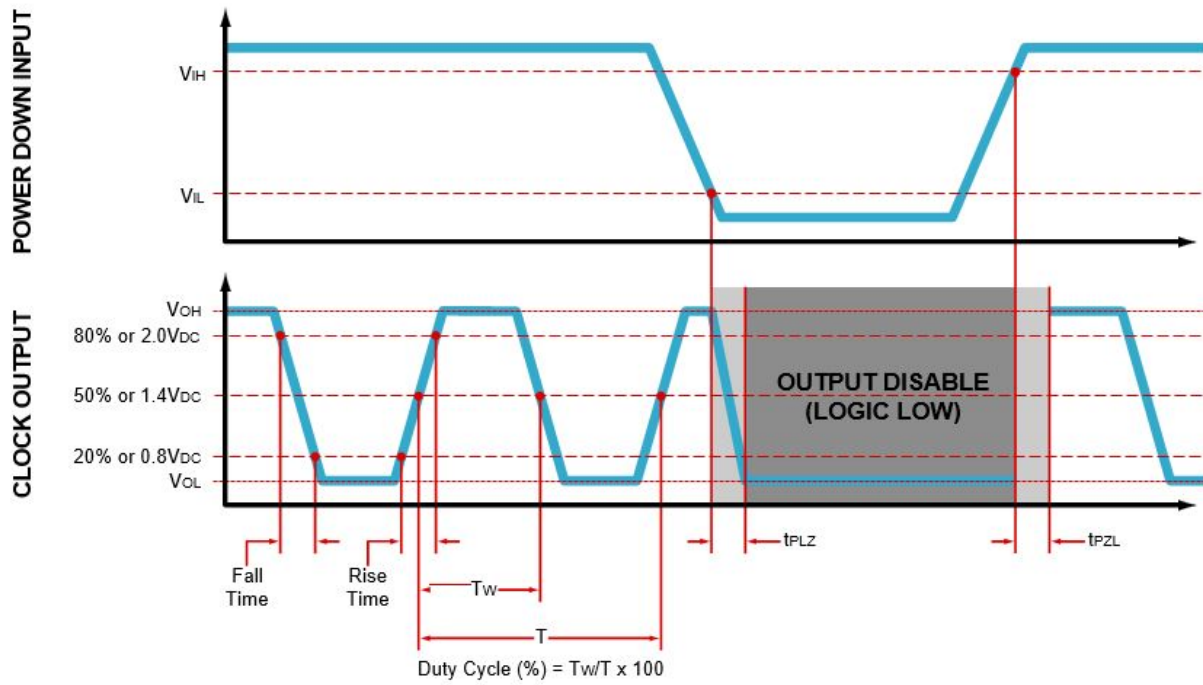 POWER DOWN INPUT
VIH
VIL
CLOCK OUTPUT
VOH
80% or 2.0VDC
50% or 1.4VDC
20% or 0.8VDC
VOL
OUTPUT DISABLE
(LOGIC LOW)
Fall
Time
Rise
Time
TW
T
tPLZ
tPZL
Duty Cycle (%) = TW/T x 100